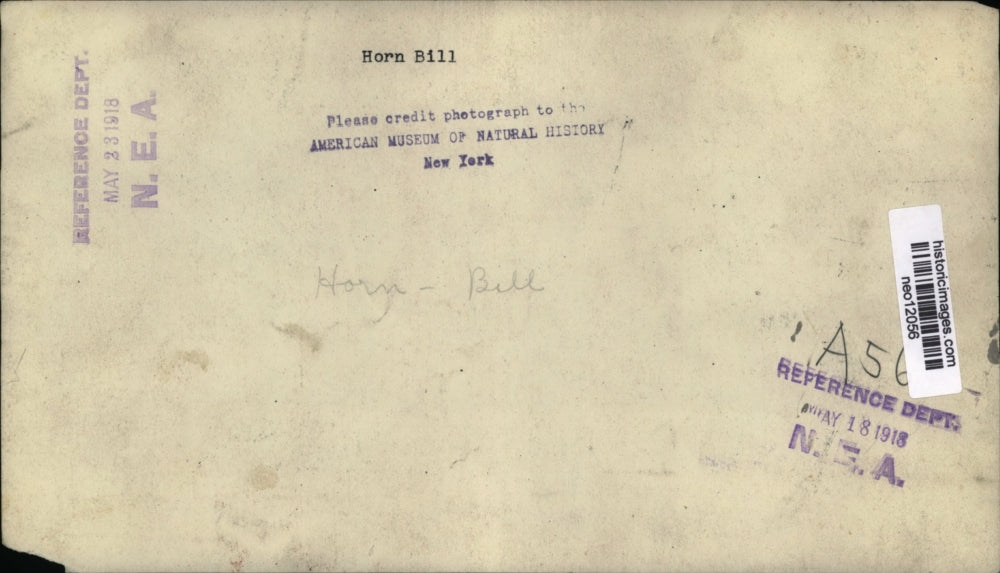 Horn Bill
Please credit photograph to the
AMERICAN MUSEUM OF NATURAL HISTORY
New York
REFERENCE DEPT.
MAY 23 1918
N. E. A.
Horn - Bill
historicimages.com
neo12056
A56
REFERENCE DEPT.
MAY 18 1918
N. E. A.